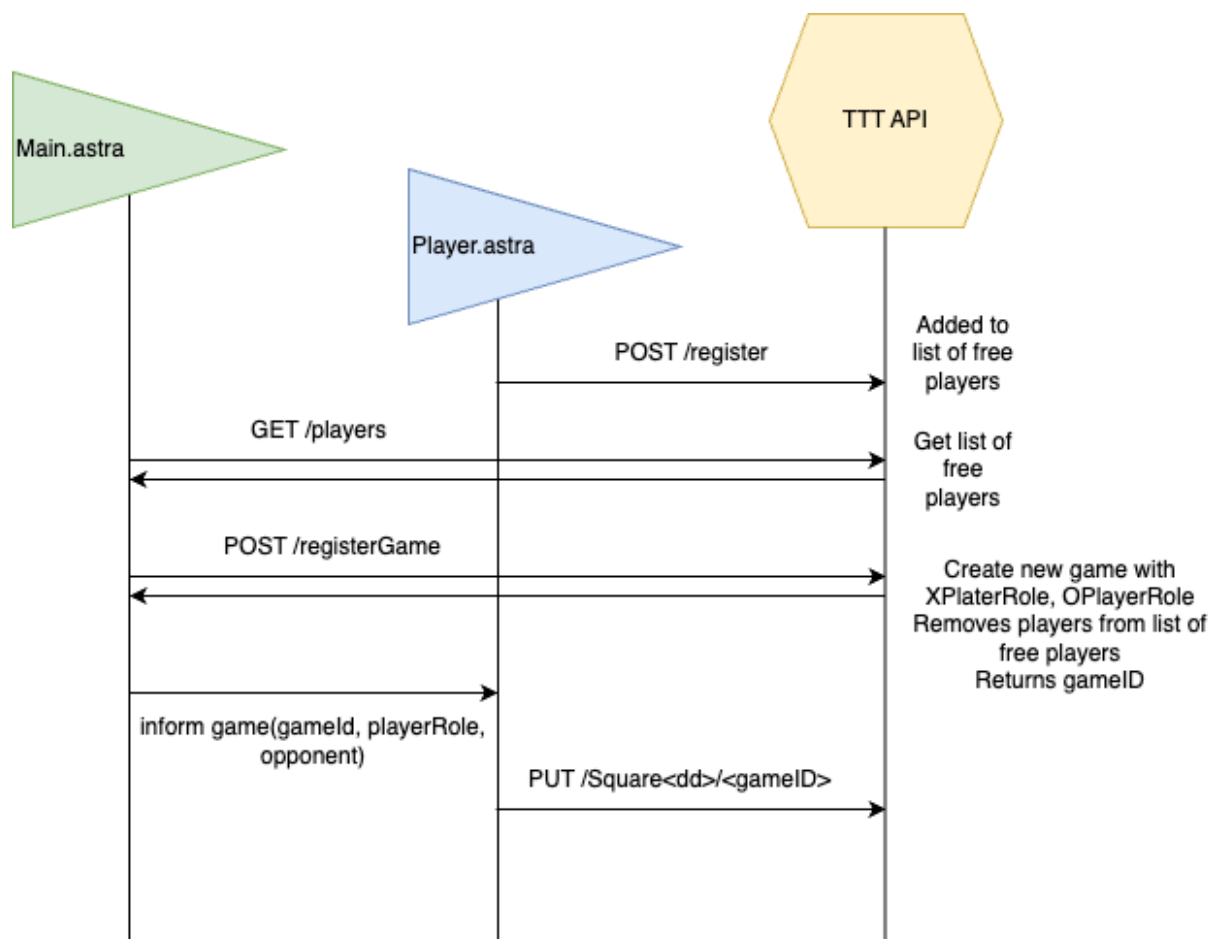 TTT API
Main.astra
Player.astra
POST /register
Added to
list of free
players
GET /players
Get list of
free
players
POST /registerGame
Create new game with
XPlaterRole, OPlayerRole
Removes players from list of
free players
Returns gameID
inform game(gameId, playerRole,
opponent)
PUT /Square<dd>/<gameID>